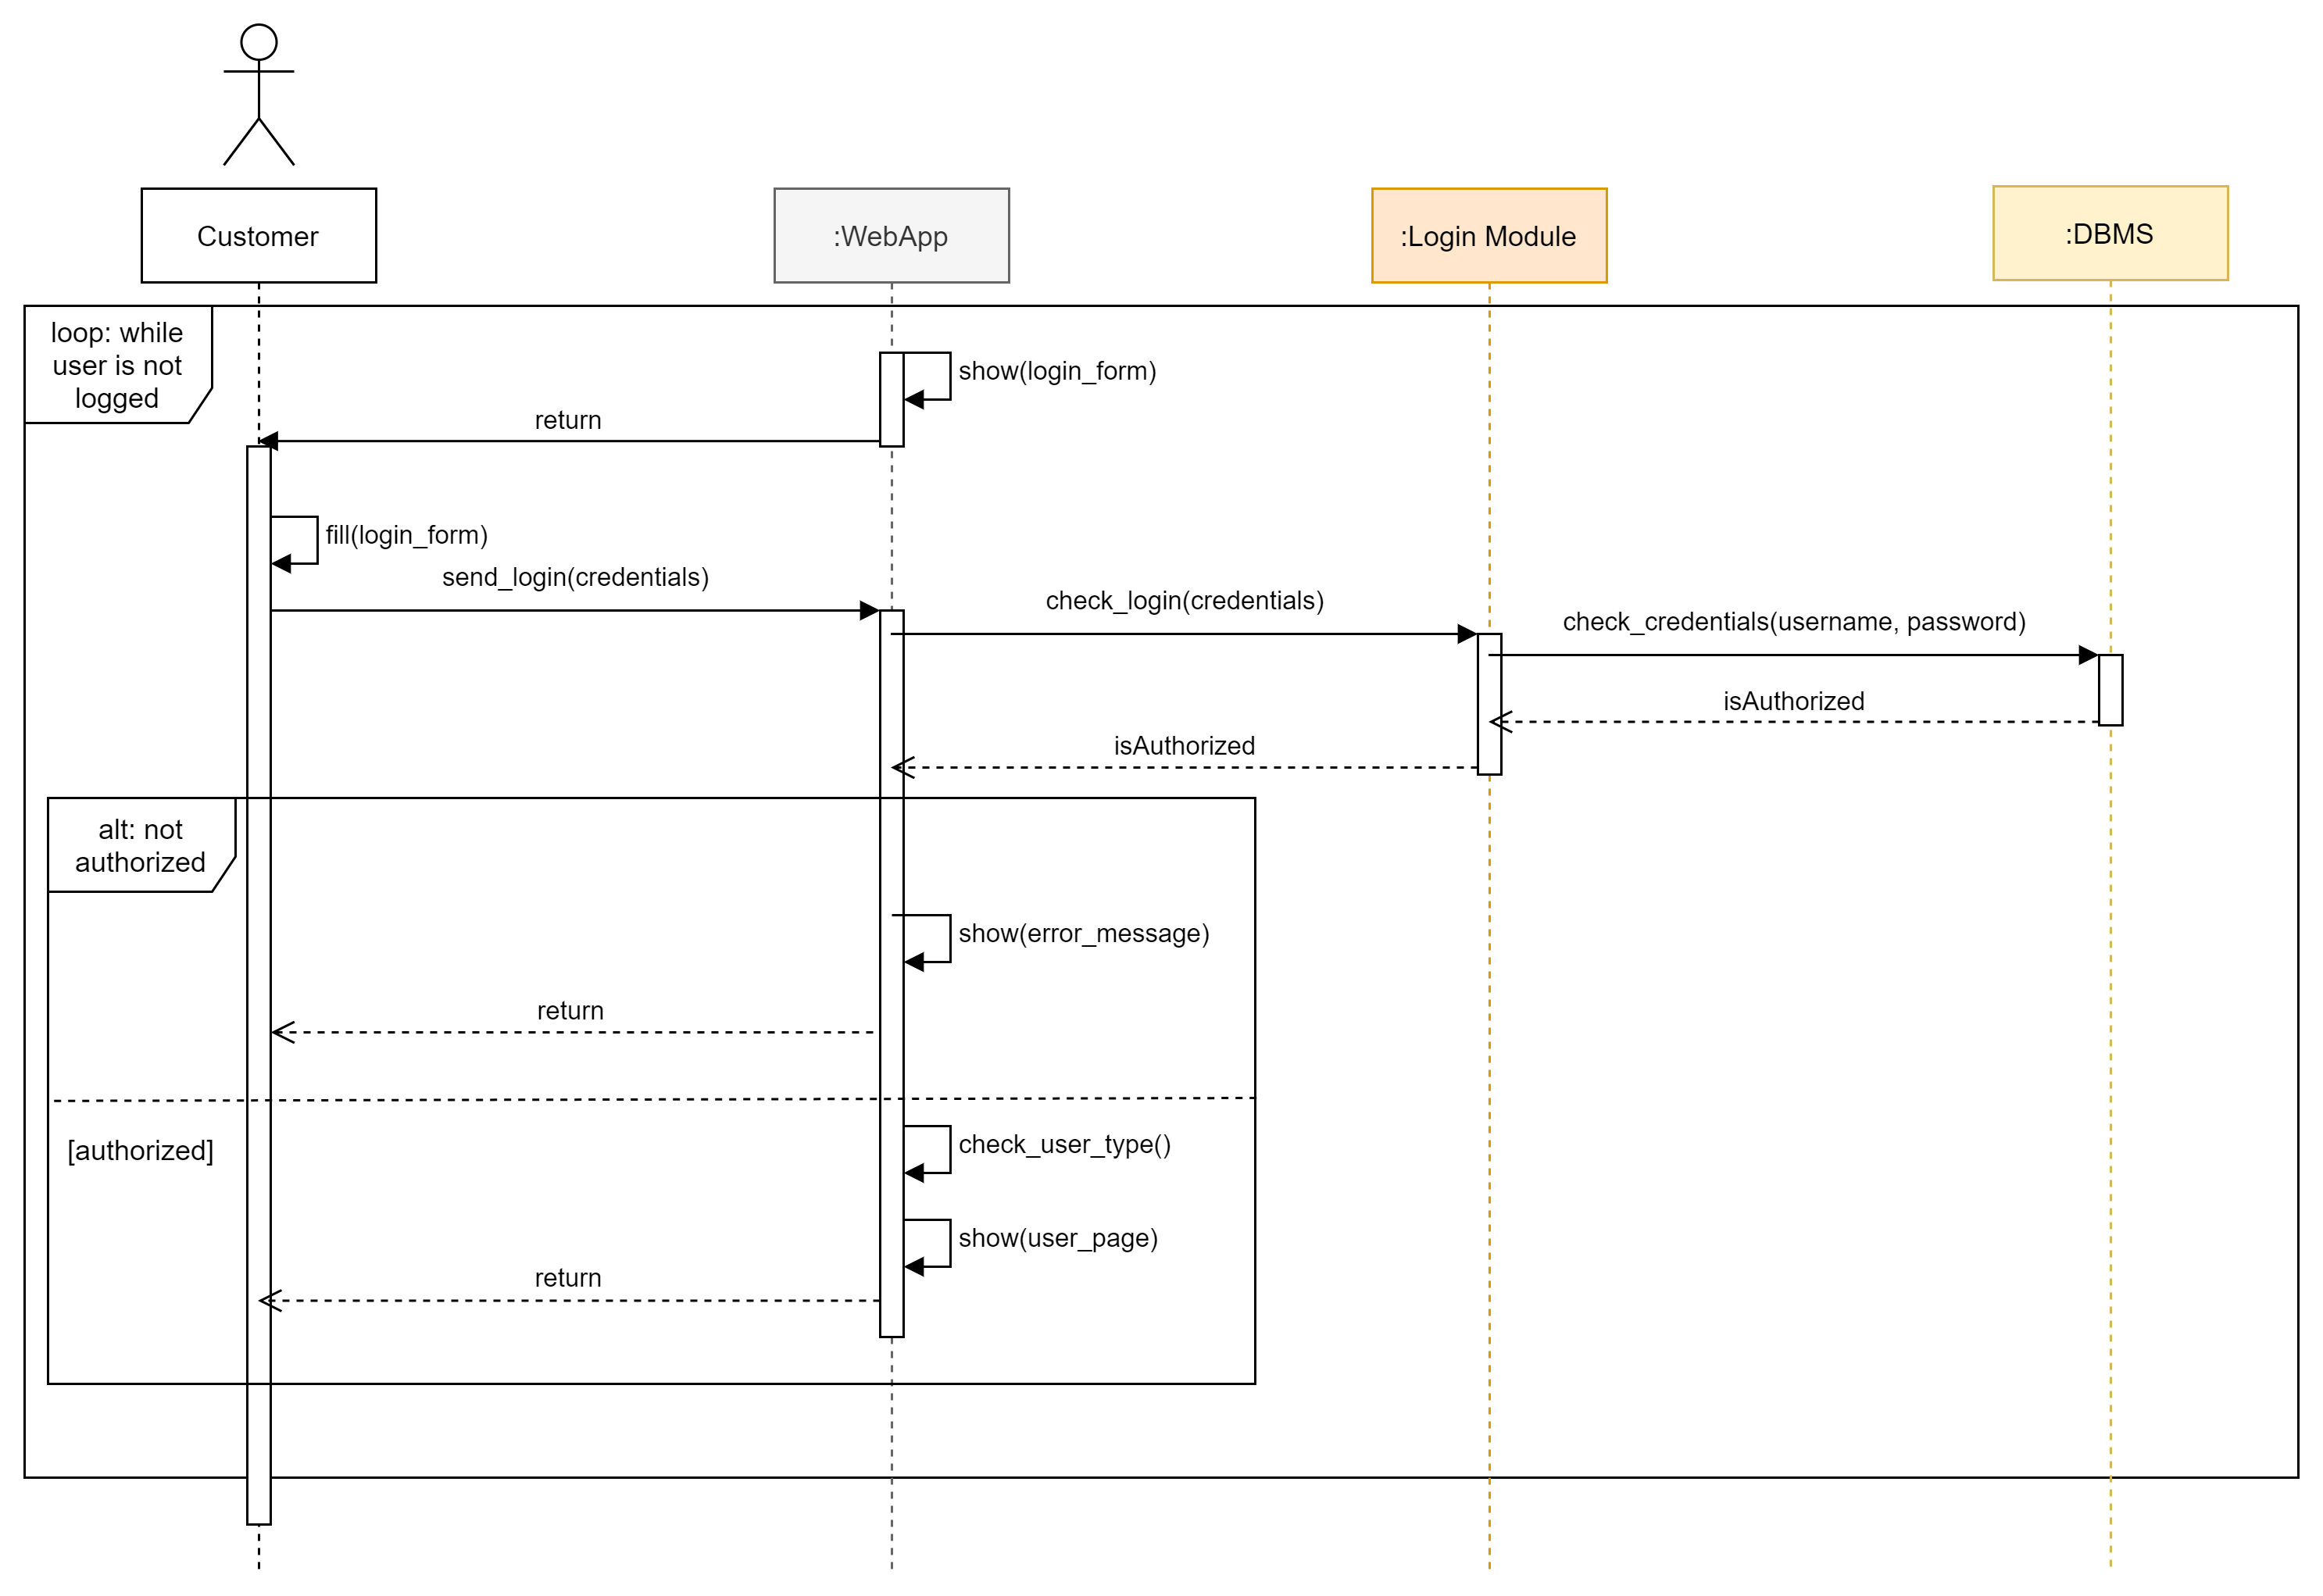 Customer
:WebApp
:Login Module
:DBMS
loop: while
user is not
logged
show(login_form)
return
fill(login_form)
send_login(credentials)
check_login(credentials)
check_credentials(username, password)
isAuthorized
isAuthorized
alt: not
authorized
show(error_message)
return
[authorized]
check_user_type()
show(user_page)
return